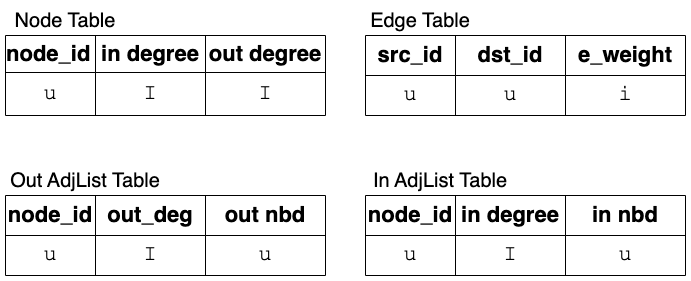 Node Table
node_id in degree out degree
u I I
Edge Table
src_id dst_id e_weight
u u i
Out AdjList Table
node_id out_deg out nbd
u I u
In AdjList Table
node_id in degree in nbd
u I u